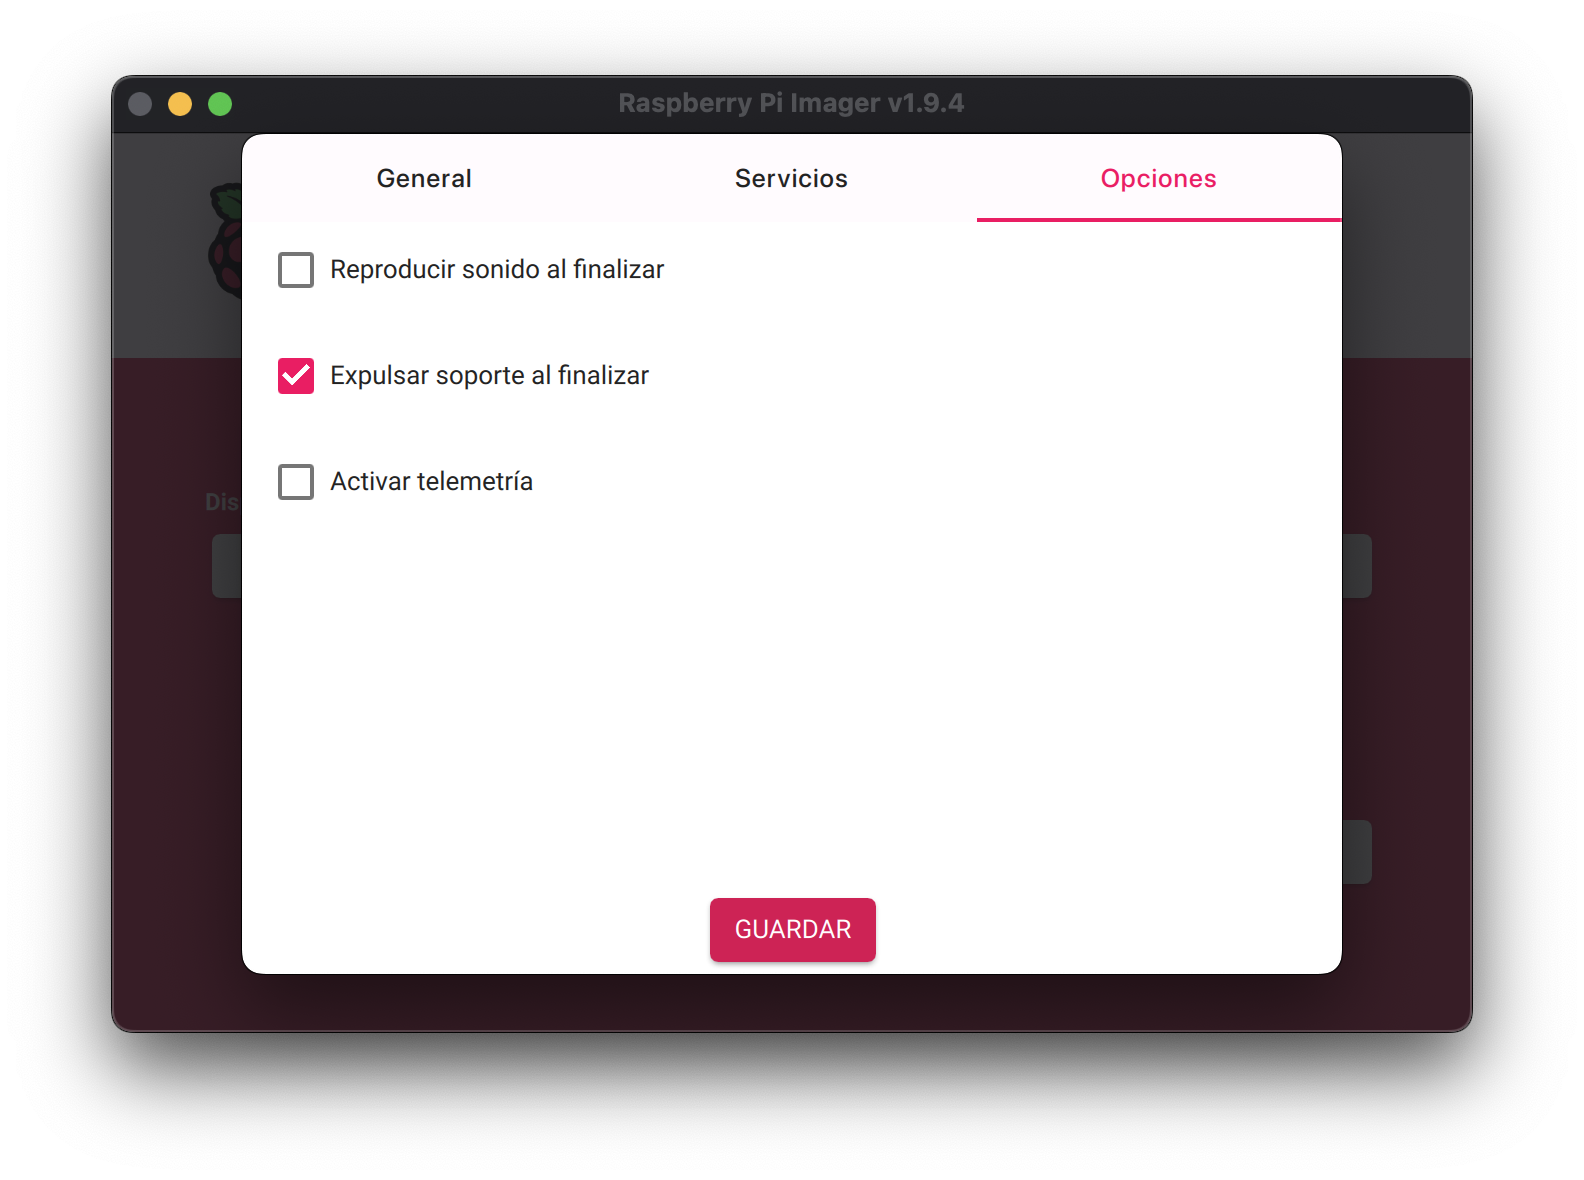 Raspberry Pi Imager v1.9.4
General Servicios Opciones
Reproducir sonido al finalizar
Expulsar soporte al finalizar
Activar telemetría
Dis
GUARDAR